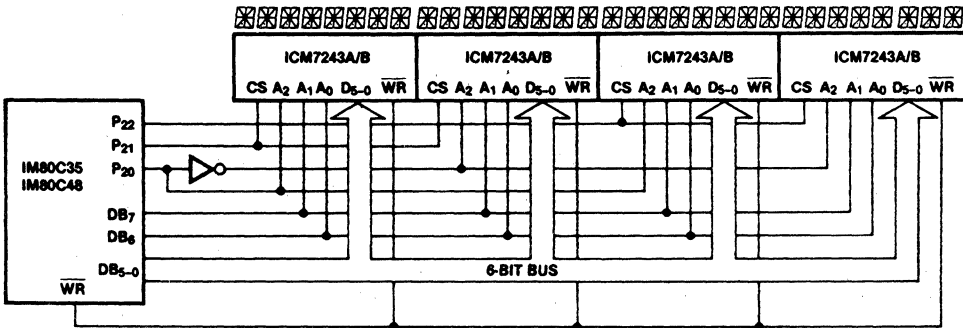 ICM7243A/B ICM7243A/B ICM7243A/B ICM7243A/B
CS A2 A1 A0 D5-0 WR CS A2 A1 A0 D5-0 WR CS A2 A1 A0 D5-0 WR CS A2 A1 A0 D5-0 WR
P22
P21
IM80C35 P20
IM80C48
DB7
DB6
DB5-0 6-BIT BUS
WR